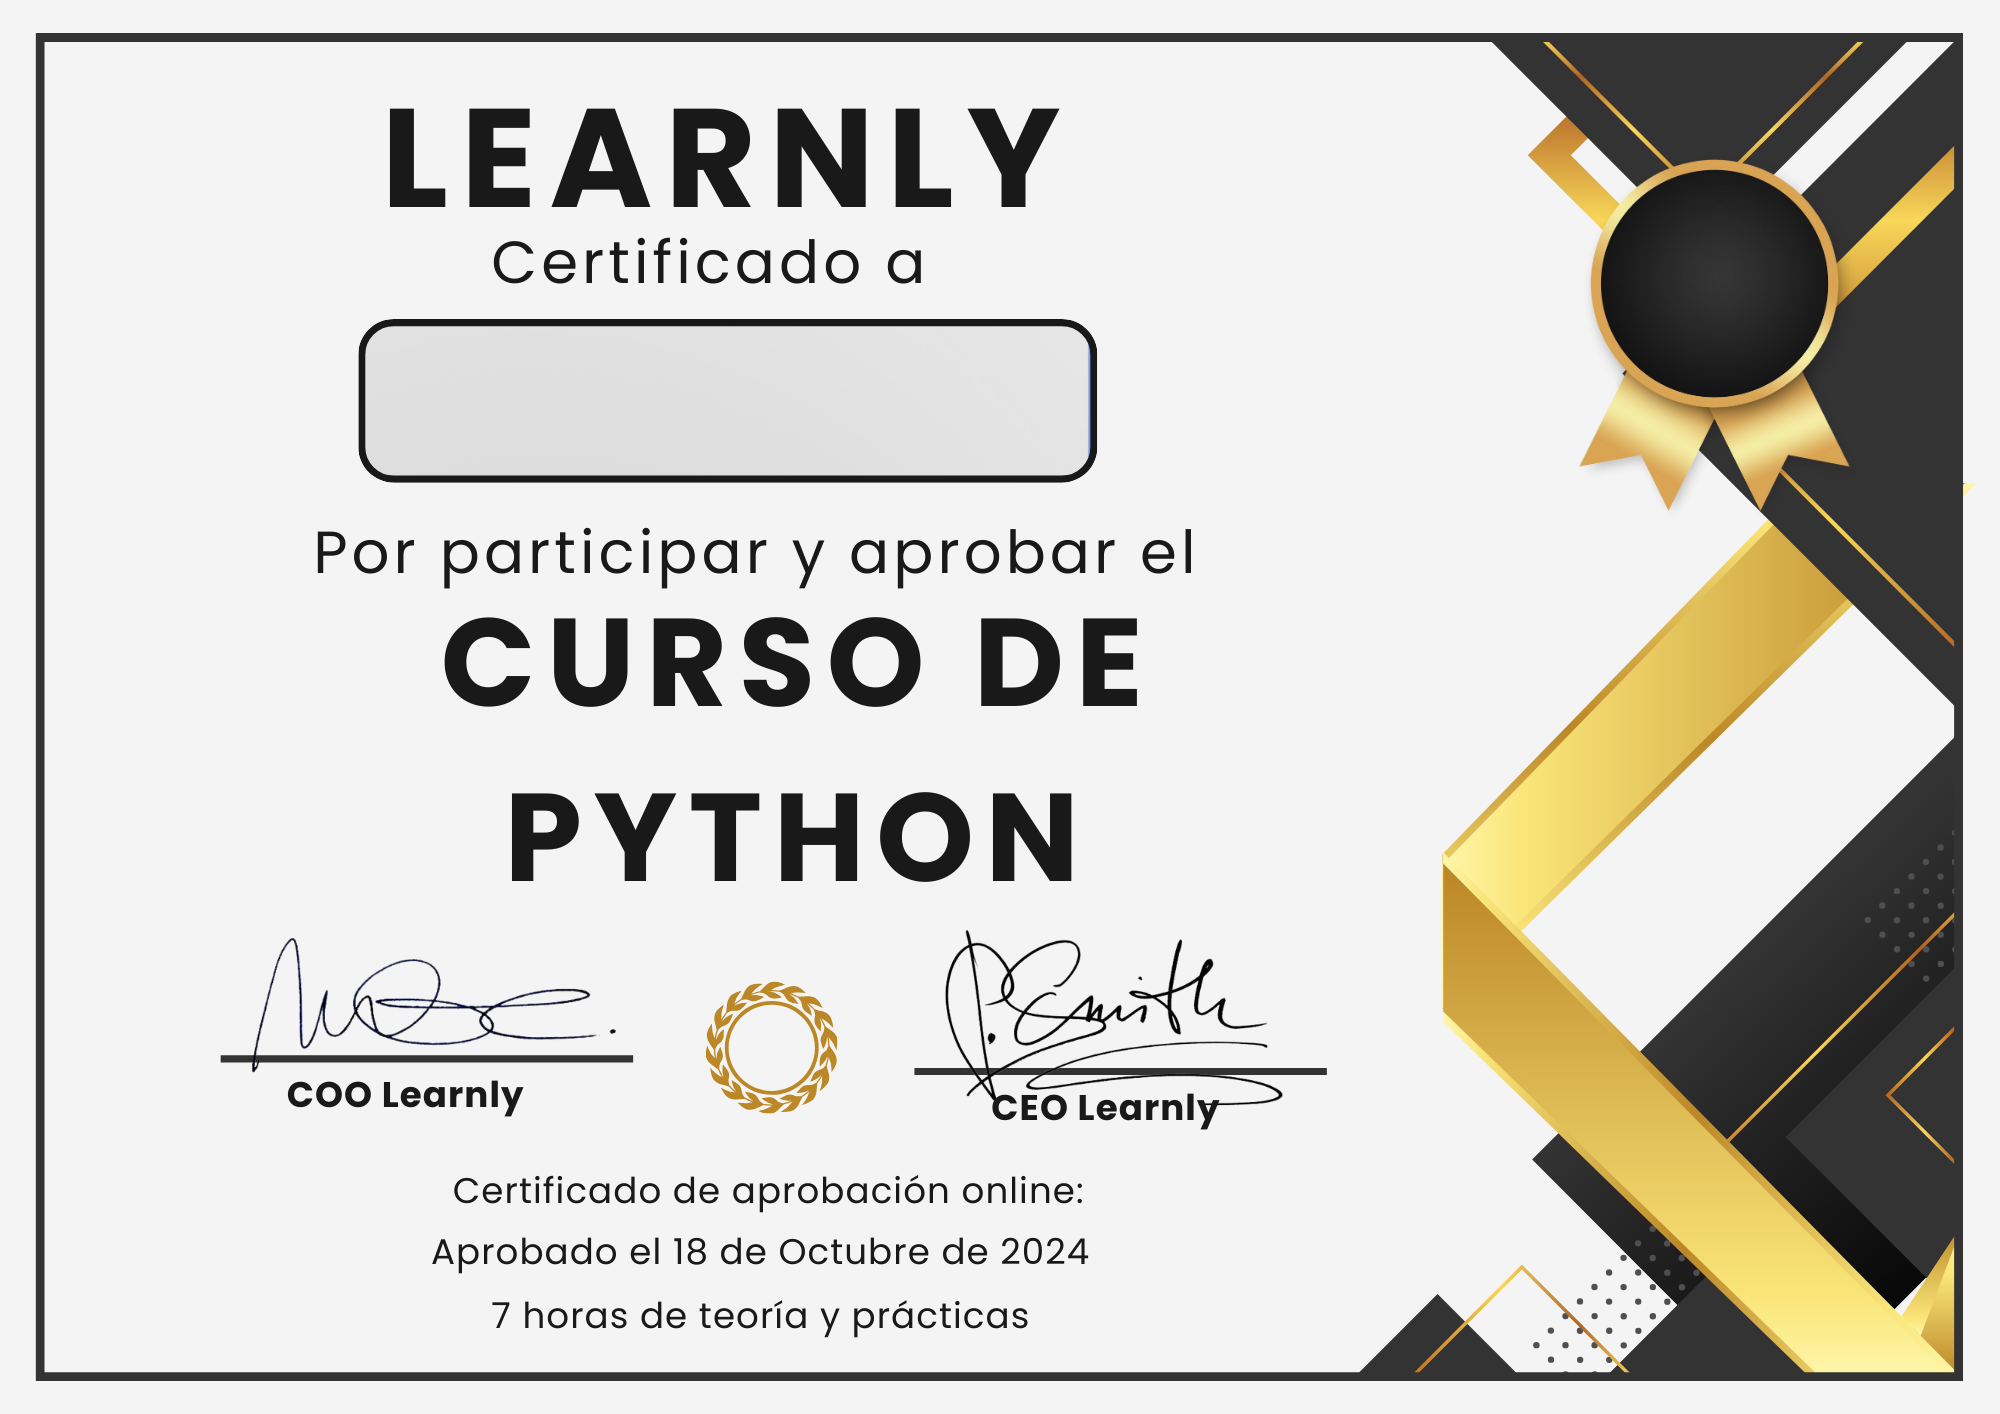 LEARNLY
Certificado a
Por participar y aprobar el
CURSO DE
PYTHON
P. Smith
COO Learnly
CEO Learnly
Certificado de aprobación online:
Aprobado el 18 de Octubre de 2024
7 horas de teoría y prácticas